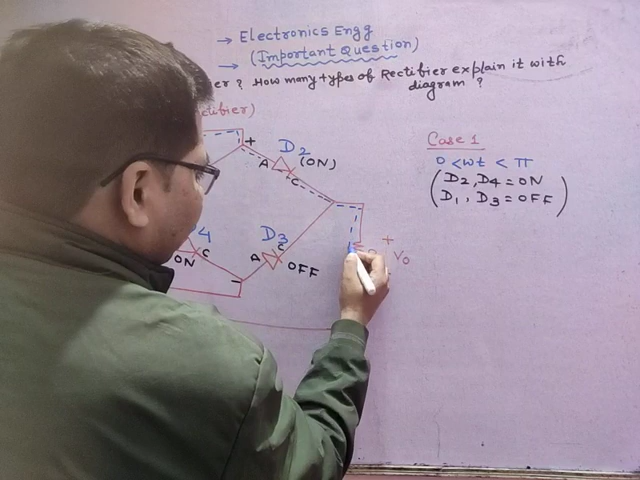 → Electronics Engg
→ (Important Question)
er ? How many types of Rectifier explain it with
diagram ?
ctifier)
Case 1
0 < wt < π
(D2, D4 = ON
D1, D3 = OFF)
+
D2
A
C
(ON)
4
C
ON
D3
A
C
OFF
-
+
V0